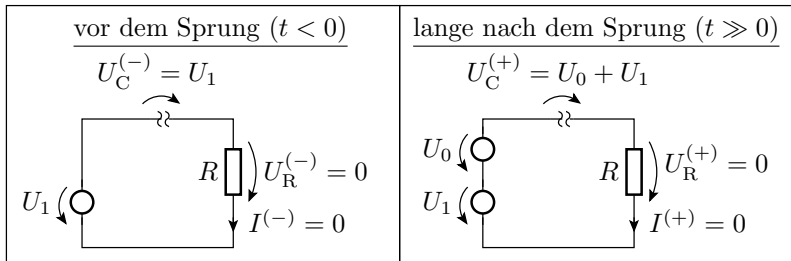 vor dem Sprung (t < 0)
U_C^(−) = U_1
U_1
R
U_R^(−) = 0
I^(−) = 0
lange nach dem Sprung (t ≫ 0)
U_C^(+) = U_0 + U_1
U_0
U_1
R
U_R^(+) = 0
I^(+) = 0